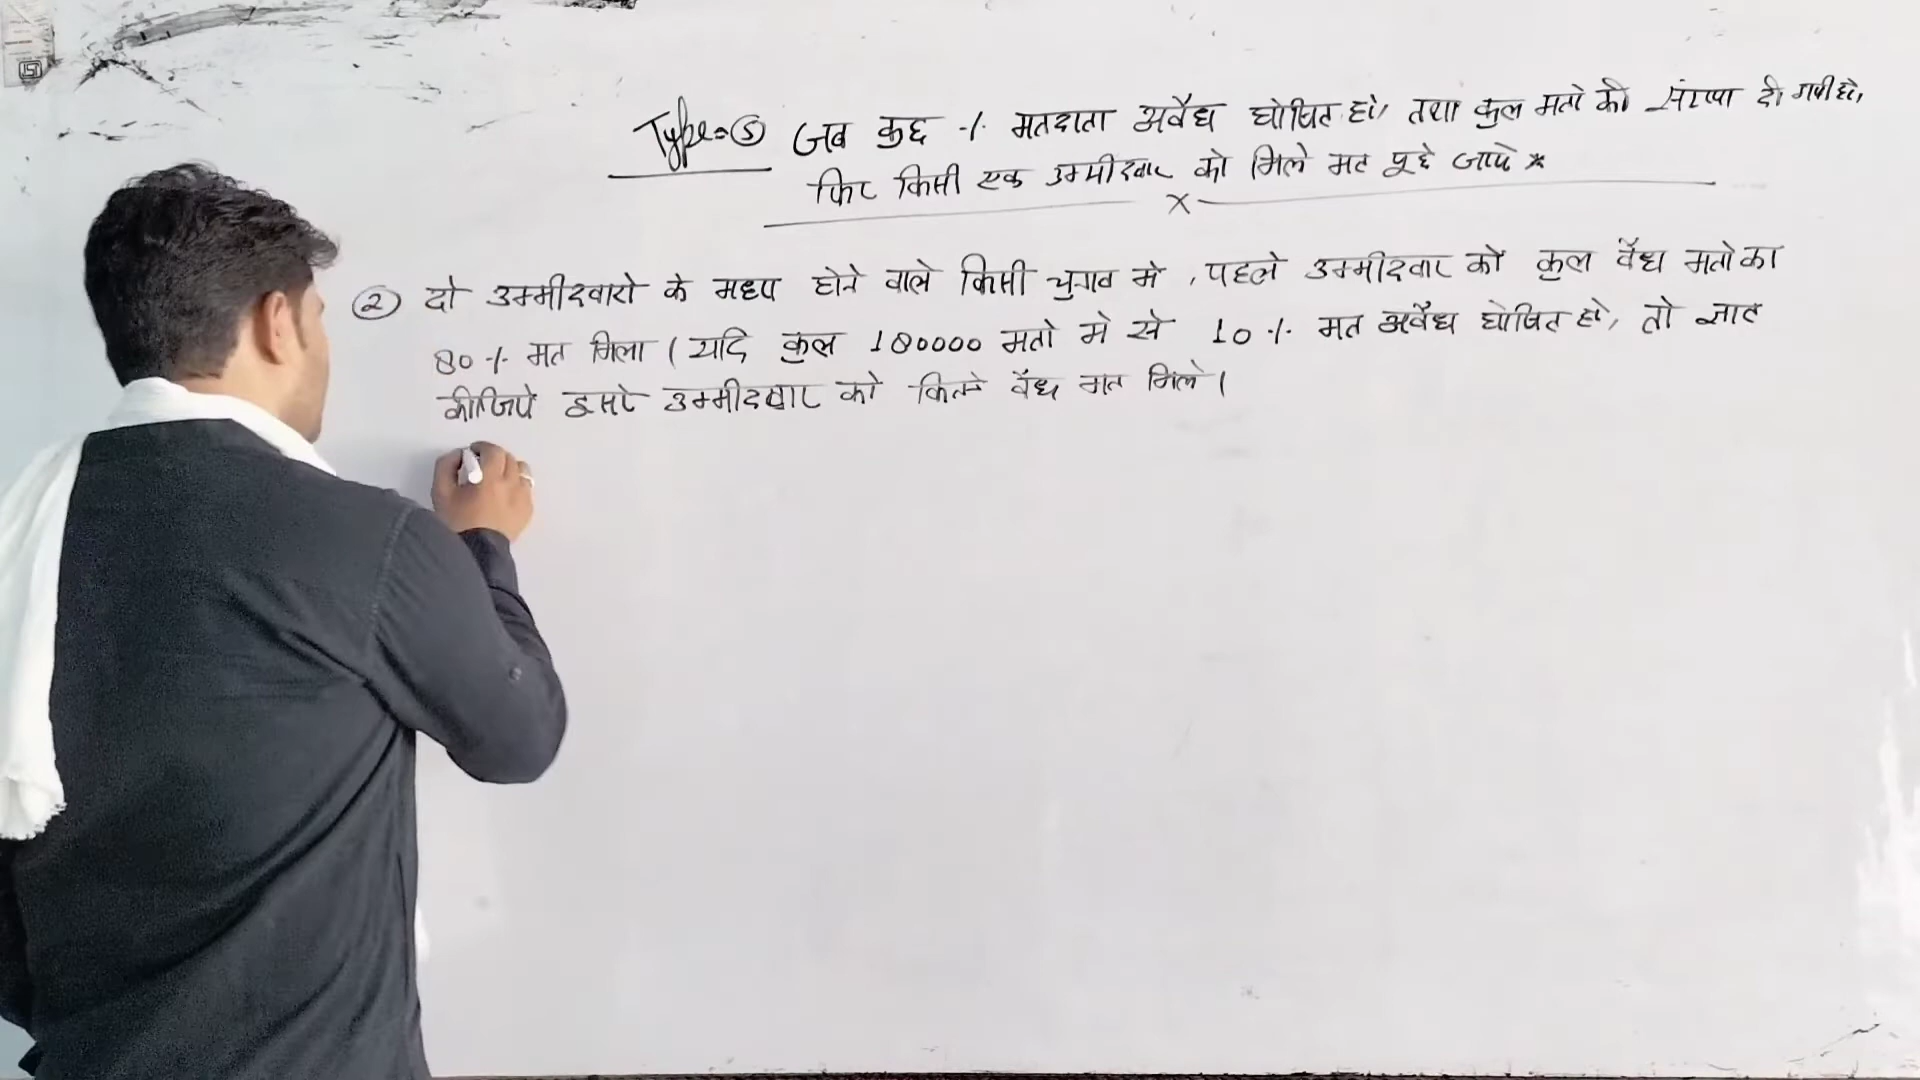 Type=⑤ जब कुछ ·/. मतदाता अवैध घोषित हो, तथा कुल मतो की संख्या दी गयी हो,
फिर किसी एक उम्मीदवार को मिले मत पूछे जाये *
x
② दो उम्मीदवारो के मध्य होने वाले किसी चुनाव मे, पहले उम्मीदवार को कुल वैध मतो का
80 ·/. मत मिला । यदि कुल 180000 मतो मे से 10 ·/. मत अवैध घोषित हो, तो ज्ञात
कीजिये दूसरे उम्मीदवार को कितने वैध मत मिले।